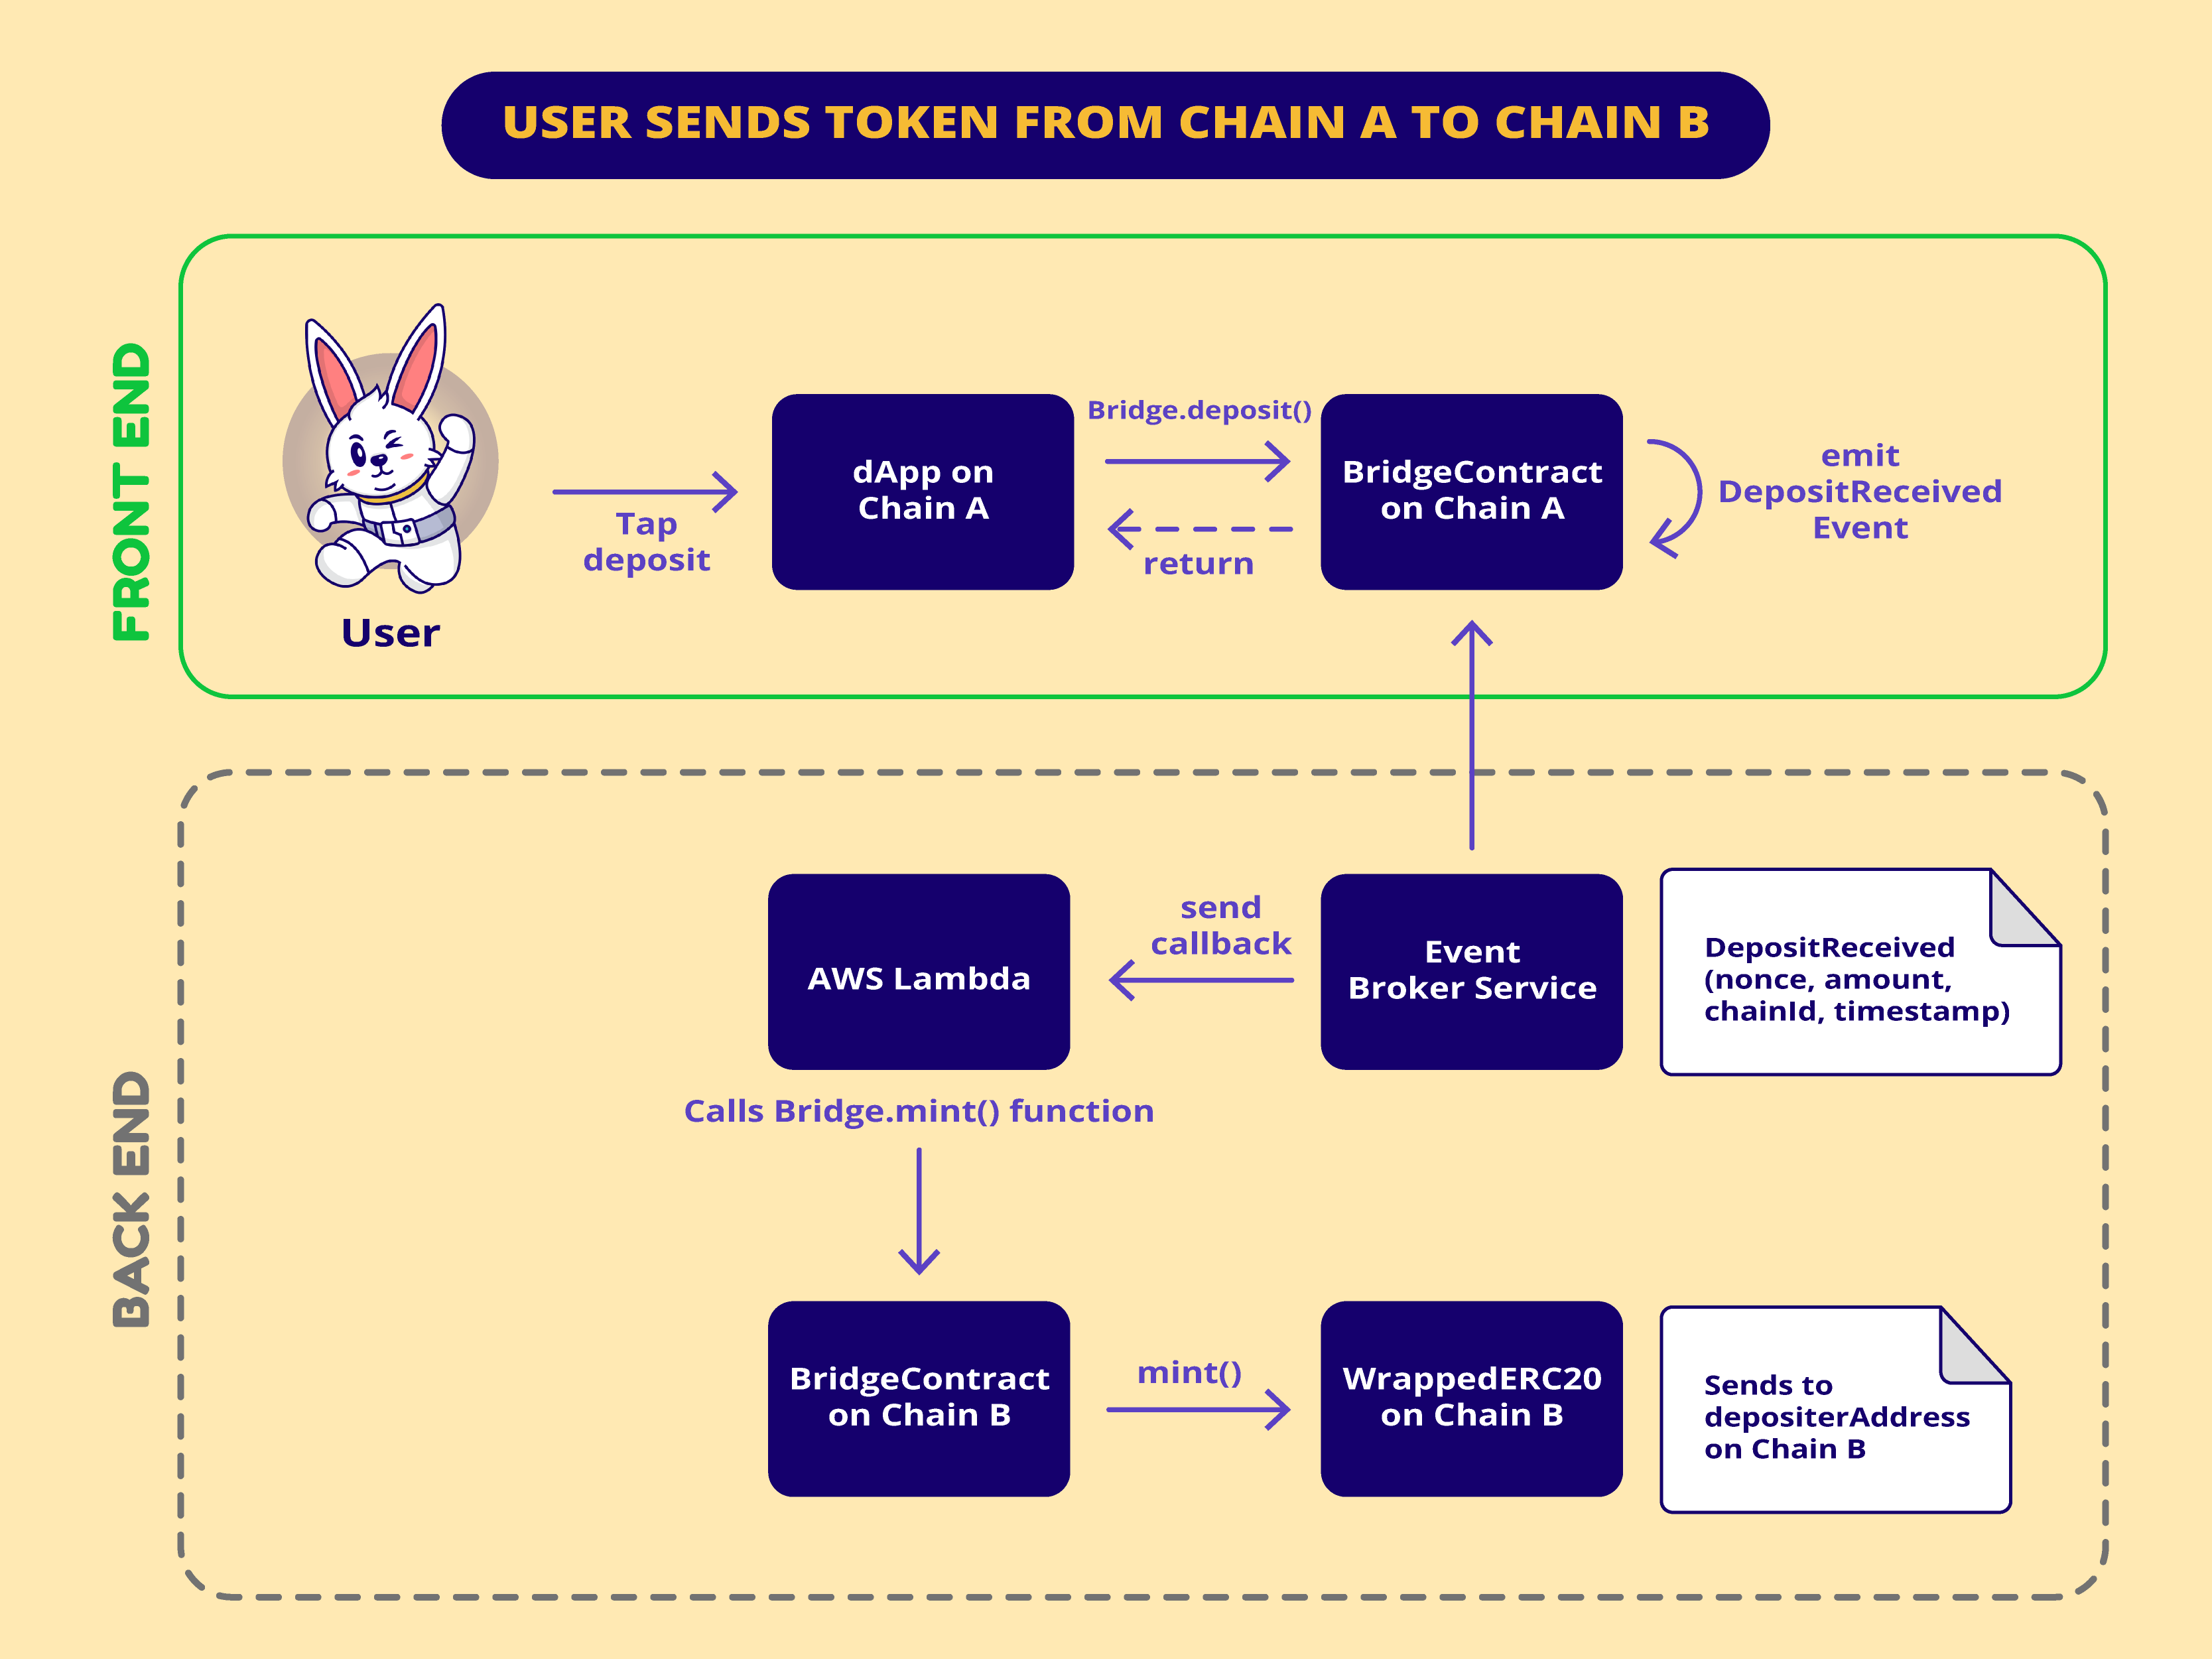 USER SENDS TOKEN FROM CHAIN A TO CHAIN B
FRONT END
User
Tap
deposit
dApp on
Chain A
Bridge.deposit()
return
BridgeContract
on Chain A
emit
DepositReceived
Event
BACK END
AWS Lambda
send
callback
Event
Broker Service
DepositReceived
(nonce, amount,
chainId, timestamp)
Calls Bridge.mint() function
BridgeContract
on Chain B
mint()
WrappedERC20
on Chain B
Sends to
depositerAddress
on Chain B